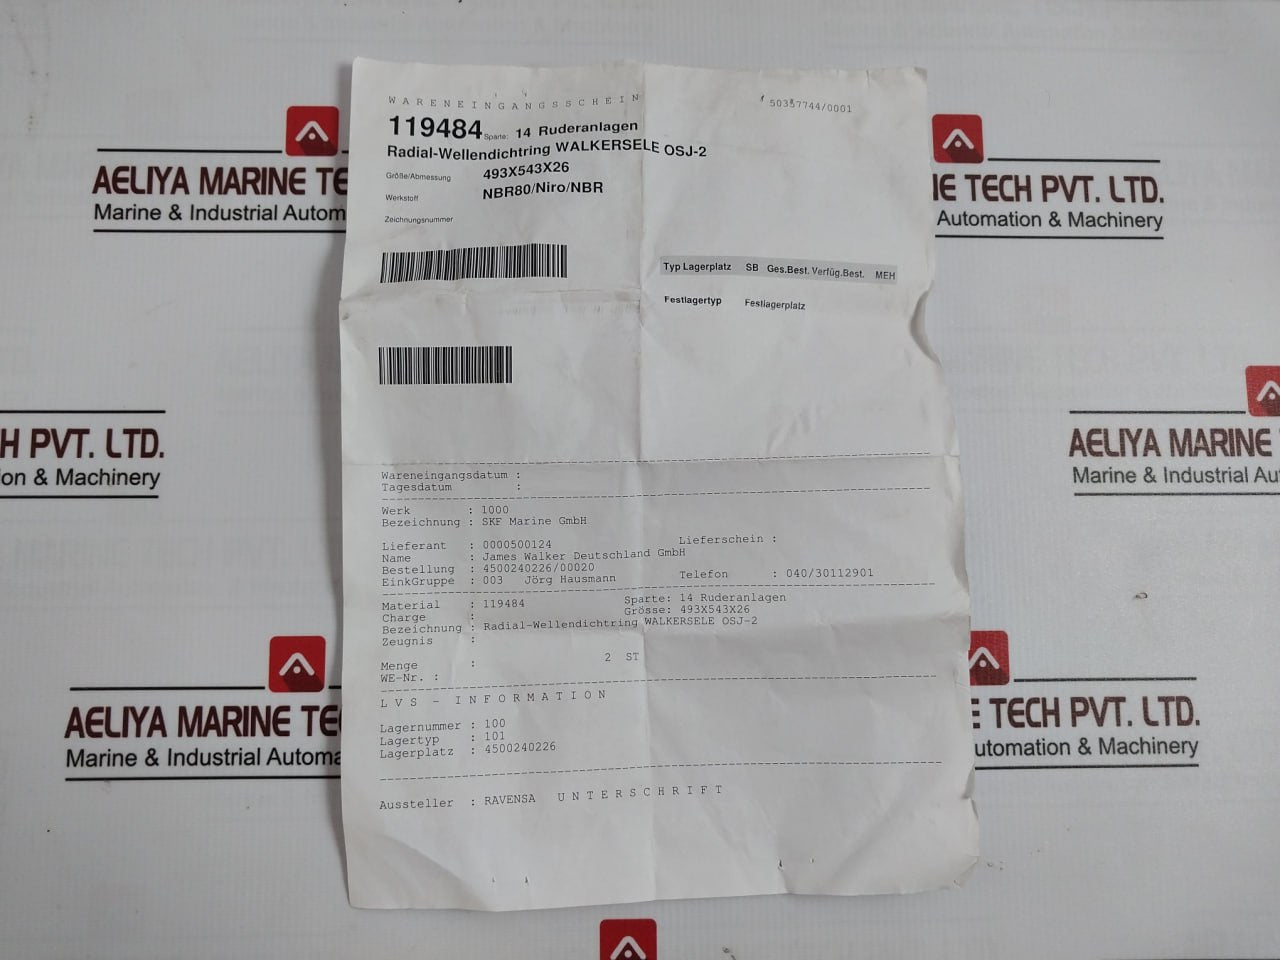 WARENEINGANGSSCHEIN
50357744/0001
119484 Sparte: 14 Ruderanlagen
Radial-Wellendichtring WALKERSELE OSJ-2
Größe/Abmessung 493X543X26
Werkstoff NBR80/Niro/NBR
Zeichnungsnummer
Typ Lagerplatz SB Ges.Best. Verfüg.Best. MEH
Festlagertyp Festlagerplatz
Wareneingangsdatum :
Tagesdatum :
Werk : 1000
Bezeichnung : SKF Marine GmbH
Lieferant : 0000500124 Lieferschein :
Name : James Walker Deutschland GmbH
Bestellung : 4500240226/00020
EinkGruppe : 003 Jörg Hausmann Telefon : 040/30112901
Material : 119484 Sparte: 14 Ruderanlagen
Charge : Grösse: 493X543X26
Bezeichnung : Radial-Wellendichtring WALKERSELE OSJ-2
Zeugnis :
Menge : 2 ST
WE-Nr. :
LVS - INFORMATION
Lagernummer : 100
Lagertyp : 101
Lagerplatz : 4500240226
Aussteller : RAVENSA UNTERSCHRIFT
AELIYA MARINE TE
Marine & Industrial Autom
NE TECH PVT. LTD.
Automation & Machinery
H PVT. LTD.
on & Machinery
AELIYA MARINE T
Marine & Industrial Au
AELIYA MARINE TE
Marine & Industrial Automa
E TECH PVT. LTD.
utomation & Machinery